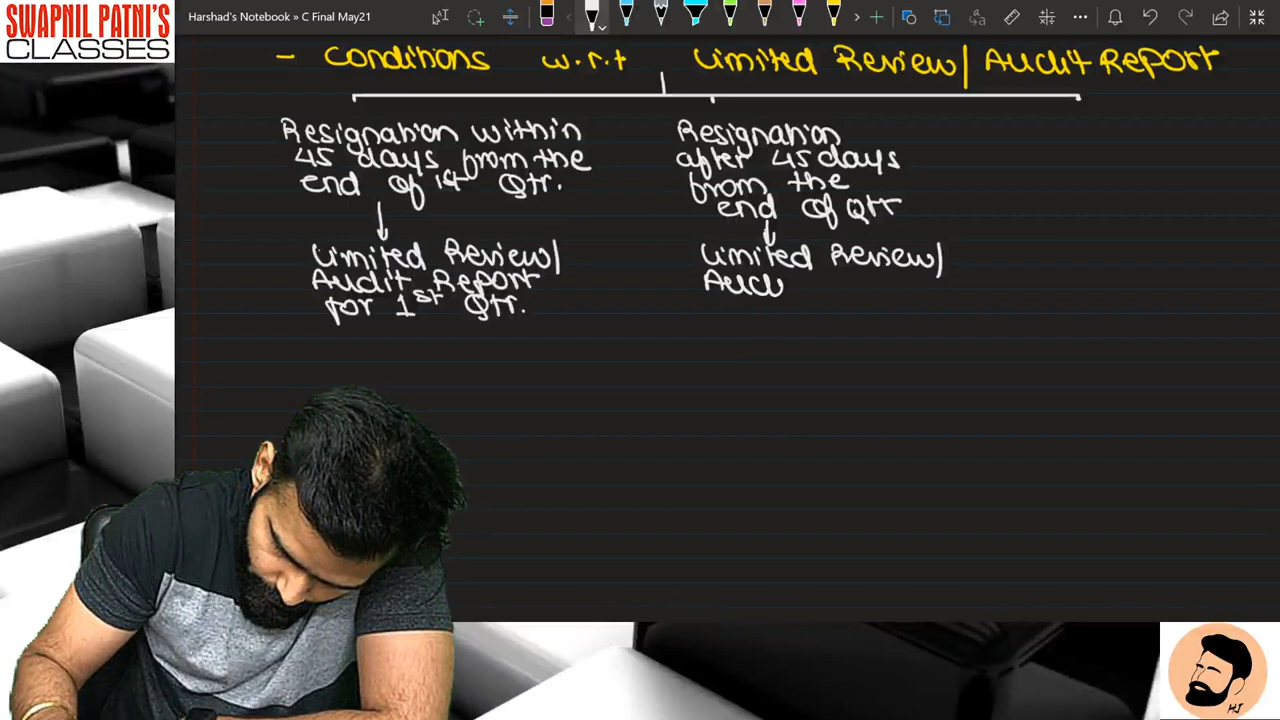 SWAPNIL PATNI'S
CLASSES
Harshad's Notebook » C Final May21
- Conditions w.r.t Limited Review/Audit Report
Resignation within
45 days from the
end of 1st Qtr.
Limited Review/
Audit Report
for 1st Qtr.
Resignation
after 45 days
from the
end of Qtr
Limited Review/
Aud
HJ